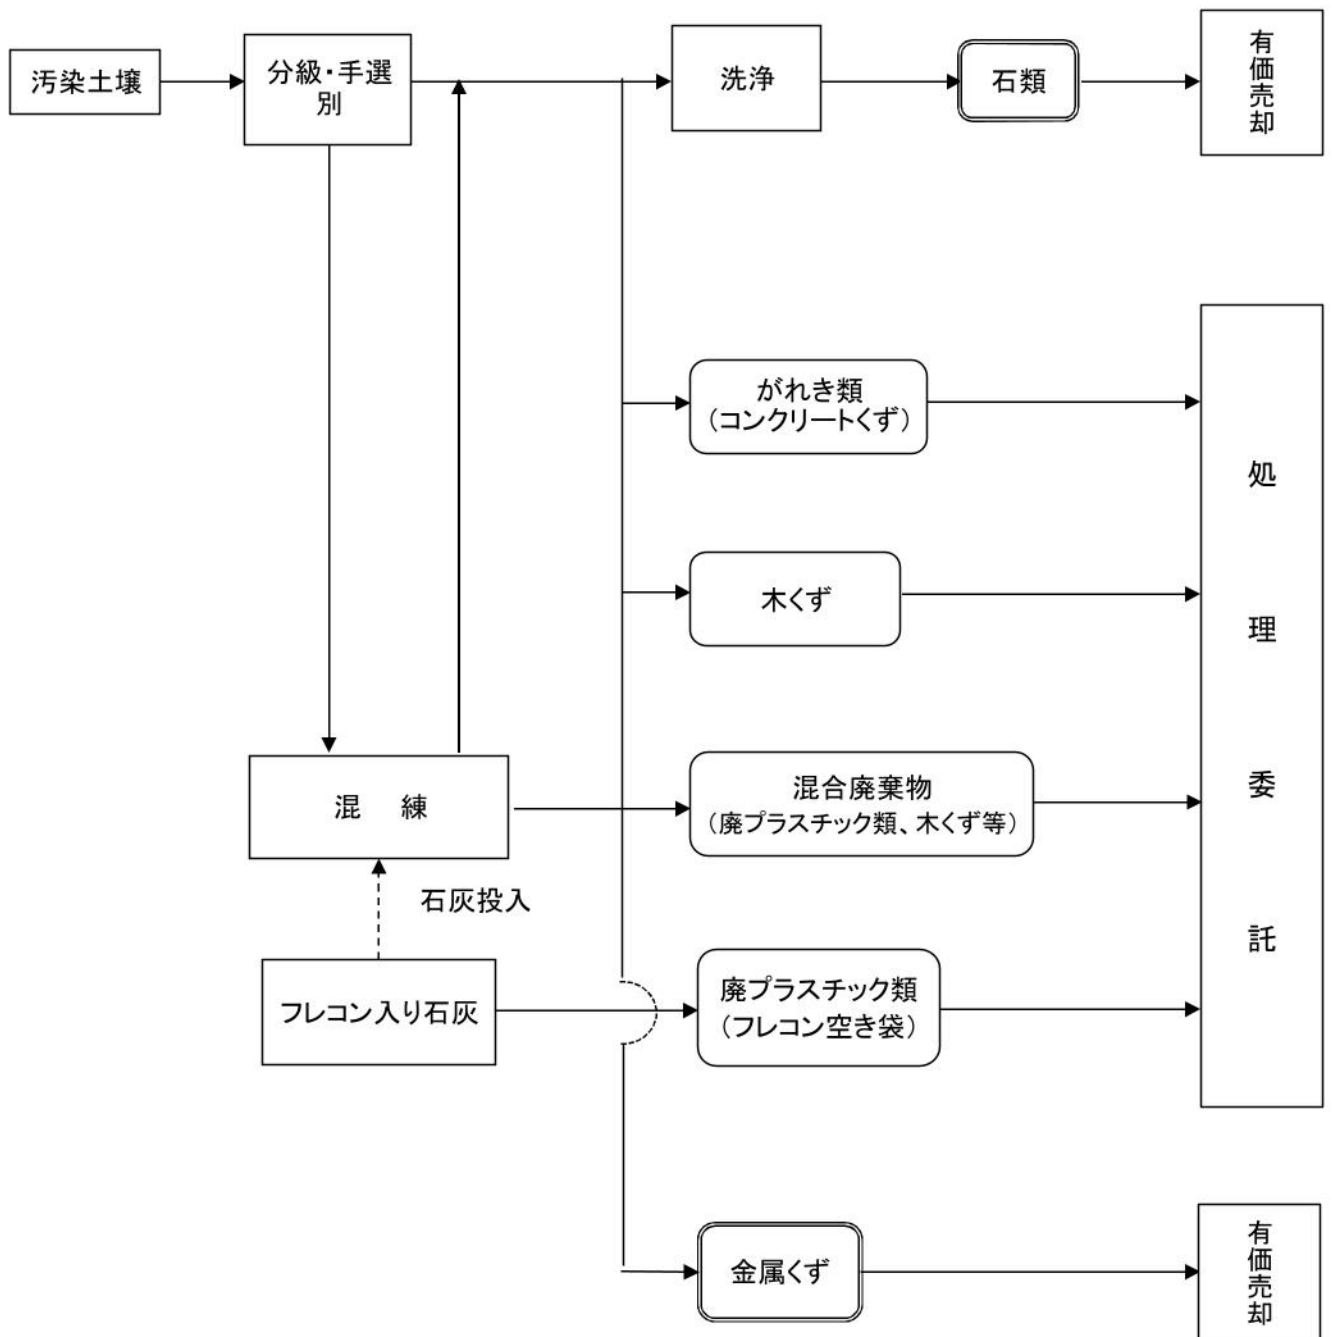 汚染土壌
分級・手選
別
洗浄
石類
有価売却
がれき類
（コンクリートくず）
木くず
混合廃棄物
（廃プラスチック類、木くず等）
混　練
石灰投入
フレコン入り石灰
廃プラスチック類
（フレコン空き袋）
処理委託
金属くず
有価売却